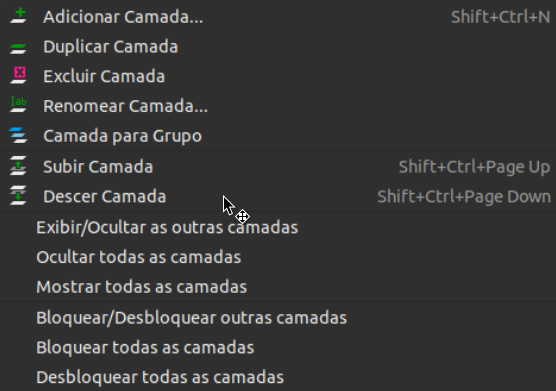 Adicionar Camada... Shift+Ctrl+N
Duplicar Camada
Excluir Camada
Renomear Camada...
Camada para Grupo
Subir Camada Shift+Ctrl+Page Up
Descer Camada Shift+Ctrl+Page Down
Exibir/Ocultar as outras camadas
Ocultar todas as camadas
Mostrar todas as camadas
Bloquear/Desbloquear outras camadas
Bloquear todas as camadas
Desbloquear todas as camadas